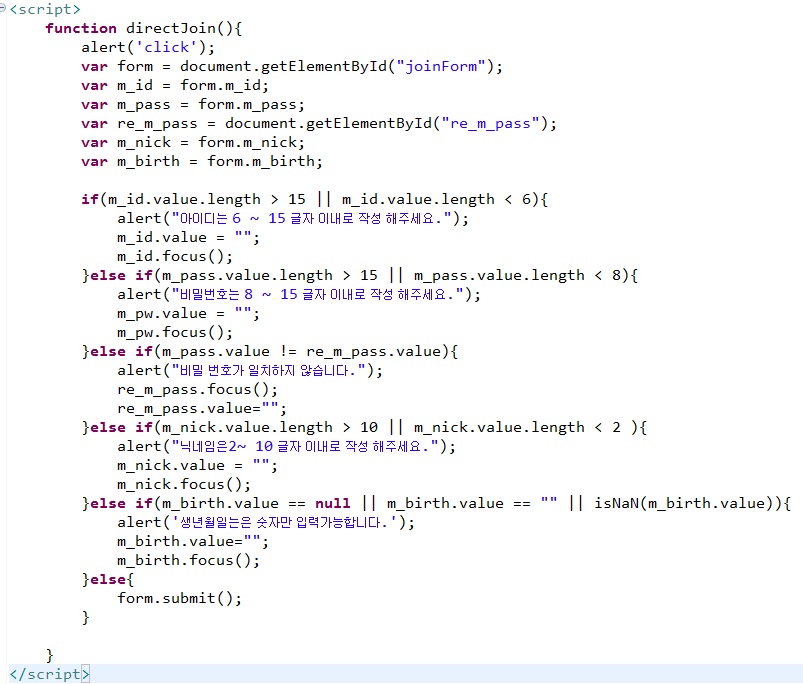 <script>
function directJoin(){
alert('click');
var form = document.getElementById("joinForm");
var m_id = form.m_id;
var m_pass = form.m_pass;
var re_m_pass = document.getElementById("re_m_pass");
var m_nick = form.m_nick;
var m_birth = form.m_birth;
if(m_id.value.length > 15 || m_id.value.length < 6){
alert("아이디는 6 ~ 15 글자 이내로 작성 해주세요.");
m_id.value = "";
m_id.focus();
}else if(m_pass.value.length > 15 || m_pass.value.length < 8){
alert("비밀번호는 8 ~ 15 글자 이내로 작성 해주세요.");
m_pw.value = "";
m_pw.focus();
}else if(m_pass.value != re_m_pass.value){
alert("비밀 번호가 일치하지 않습니다.");
re_m_pass.focus();
re_m_pass.value="";
}else if(m_nick.value.length > 10 || m_nick.value.length < 2 ){
alert("닉네임은2~ 10 글자 이내로 작성 해주세요.");
m_nick.value = "";
m_nick.focus();
}else if(m_birth.value == null || m_birth.value == "" || isNaN(m_birth.value)){
alert('생년월일는은 숫자만 입력가능합니다.');
m_birth.value="";
m_birth.focus();
}else{
form.submit();
}
}
</script>